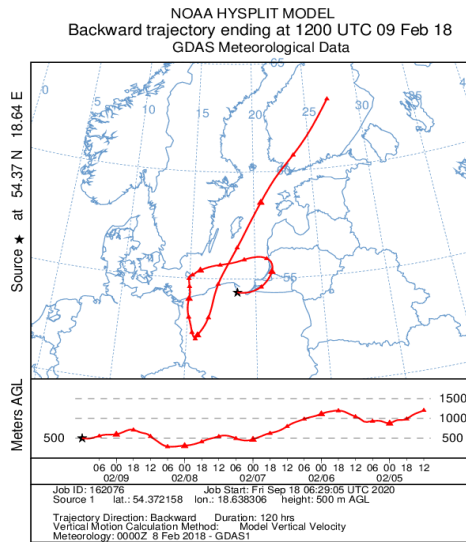 NOAA HYSPLIT MODEL
Backward trajectory ending at 1200 UTC 09 Feb 18
GDAS Meteorological Data
Source ★ at 54.37 N 18.64 E
0
5
10
15
20
25
30
35
65
60
55
Meters AGL
500
1500
1000
500
06 00 18 12 06 00 18 12 06 00 18 12 06 00 18 12 06 00 18 12
02/09 02/08 02/07 02/06 02/05
Job ID: 162076 Job Start: Fri Sep 18 06:29:05 UTC 2020
Source 1 lat.: 54.372158 lon.: 18.638306 height: 500 m AGL
Trajectory Direction: Backward Duration: 120 hrs
Vertical Motion Calculation Method: Model Vertical Velocity
Meteorology: 0000Z 8 Feb 2018 - GDAS1